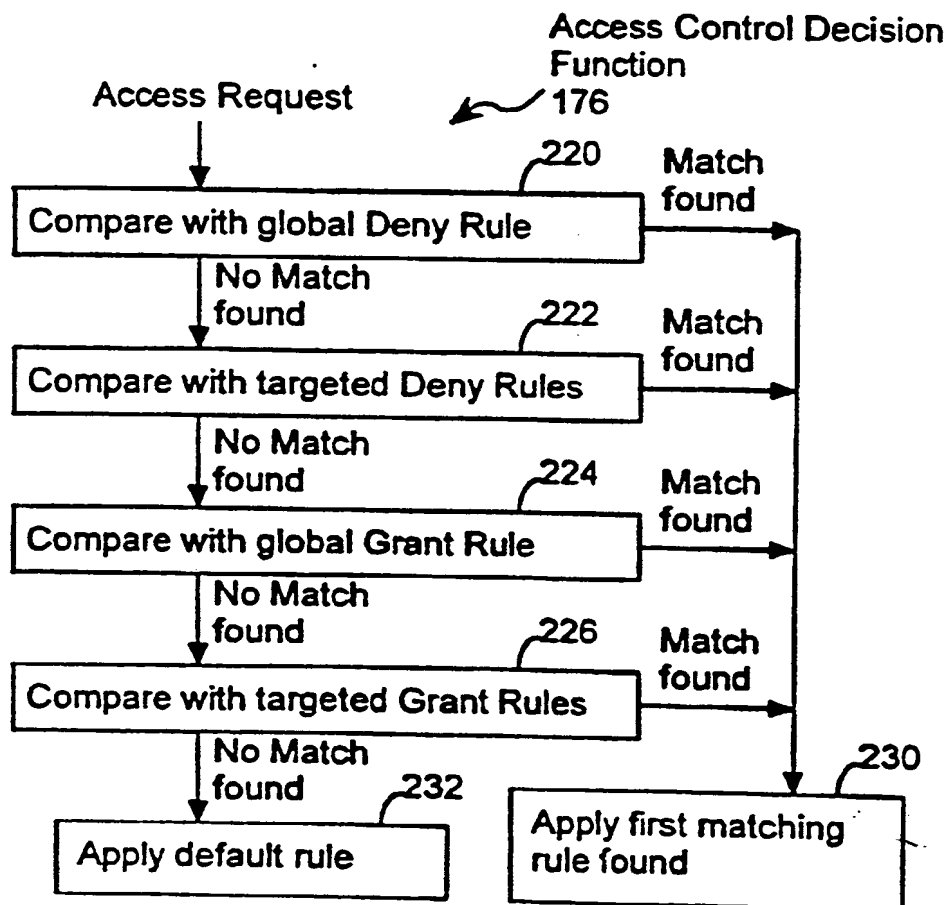 Access Control Decision
Function
176
Access Request
220
Match
found
Compare with global Deny Rule
No Match
found
222
Match
found
Compare with targeted Deny Rules
No Match
found
224
Match
found
Compare with global Grant Rule
No Match
found
226
Match
found
Compare with targeted Grant Rules
No Match
found
232
Apply default rule
230
Apply first matching
rule found